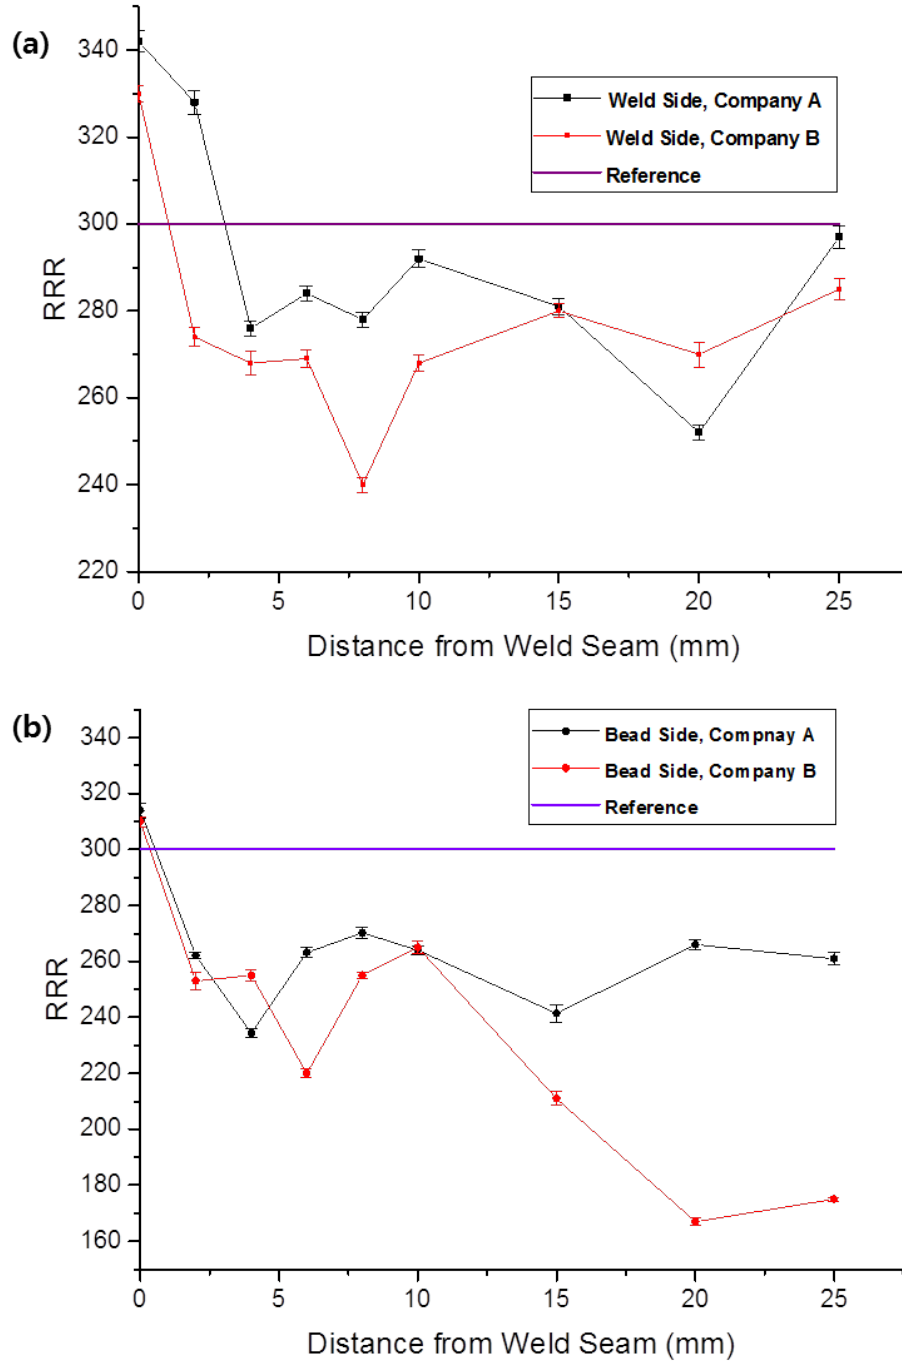 (a)
340
320
300
280
260
240
220
RRR
Weld Side, Company A
Weld Side, Company B
Reference
0 5 10 15 20 25
Distance from Weld Seam (mm)
(b)
340
320
300
280
260
240
220
200
180
160
RRR
Bead Side, Compnay A
Bead Side, Company B
Reference
0 5 10 15 20 25
Distance from Weld Seam (mm)